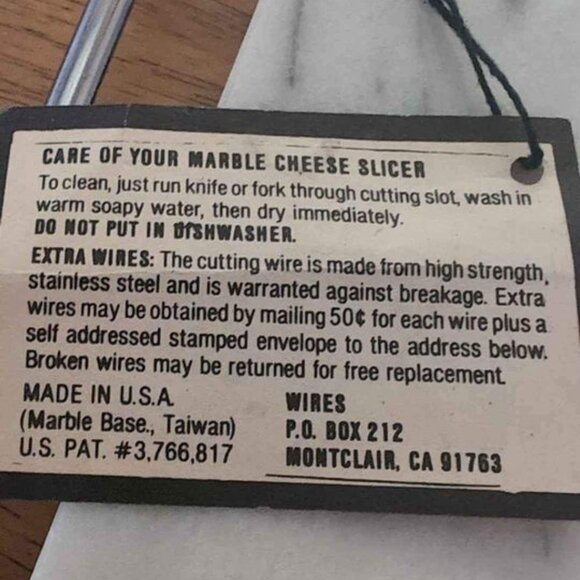 CARE OF YOUR MARBLE CHEESE SLICER
To clean, just run knife or fork through cutting slot, wash in
warm soapy water, then dry immediately.
DO NOT PUT IN DISHWASHER.
EXTRA WIRES: The cutting wire is made from high strength,
stainless steel and is warranted against breakage. Extra
wires may be obtained by mailing 50¢ for each wire plus a
self addressed stamped envelope to the address below.
Broken wires may be returned for free replacement.
MADE IN U.S.A.
(Marble Base., Taiwan)
U.S. PAT. #3,766,817
WIRES
P.O. BOX 212
MONTCLAIR, CA 91763